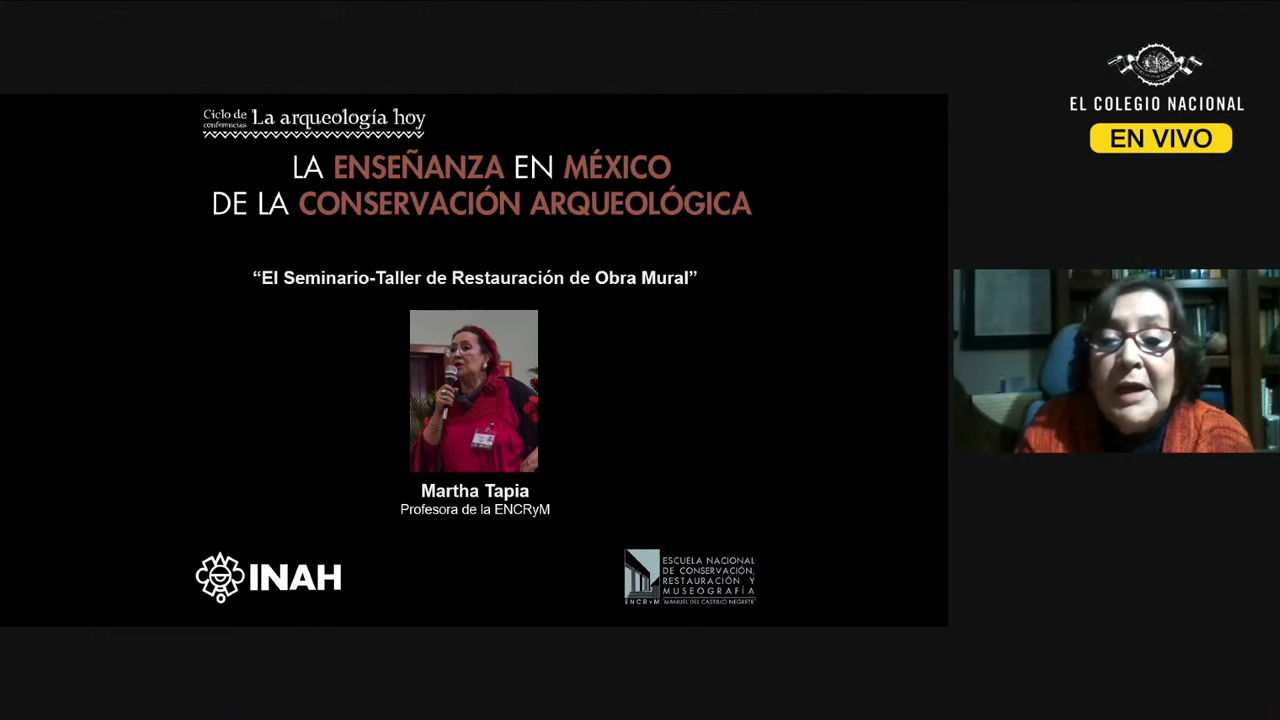 Ciclo de conferencias La arqueología hoy
LA ENSEÑANZA EN MÉXICO
DE LA CONSERVACIÓN ARQUEOLÓGICA
“El Seminario-Taller de Restauración de Obra Mural”
Martha Tapia
Profesora de la ENCRyM
INAH
ESCUELA NACIONAL
DE CONSERVACIÓN,
RESTAURACIÓN Y
MUSEOGRAFÍA
ENCRyM "MANUEL DEL CASTILLO NEGRETE"
EL COLEGIO NACIONAL
EN VIVO